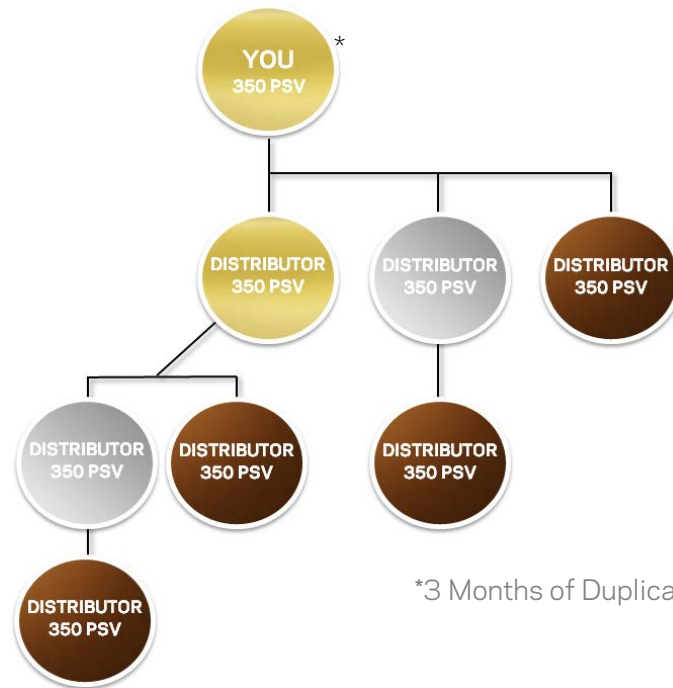 YOU
350 PSV
*
DISTRIBUTOR
350 PSV
DISTRIBUTOR
350 PSV
DISTRIBUTOR
350 PSV
DISTRIBUTOR
350 PSV
DISTRIBUTOR
350 PSV
DISTRIBUTOR
350 PSV
DISTRIBUTOR
350 PSV
*3 Months of Duplica